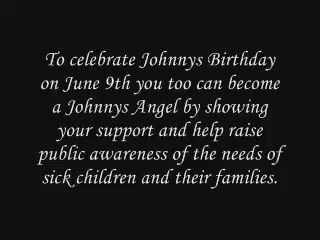 To celebrate Johnnys Birthday
on June 9th you too can become
a Johnnys Angel by showing
your support and help raise
public awareness of the needs of
sick children and their families.